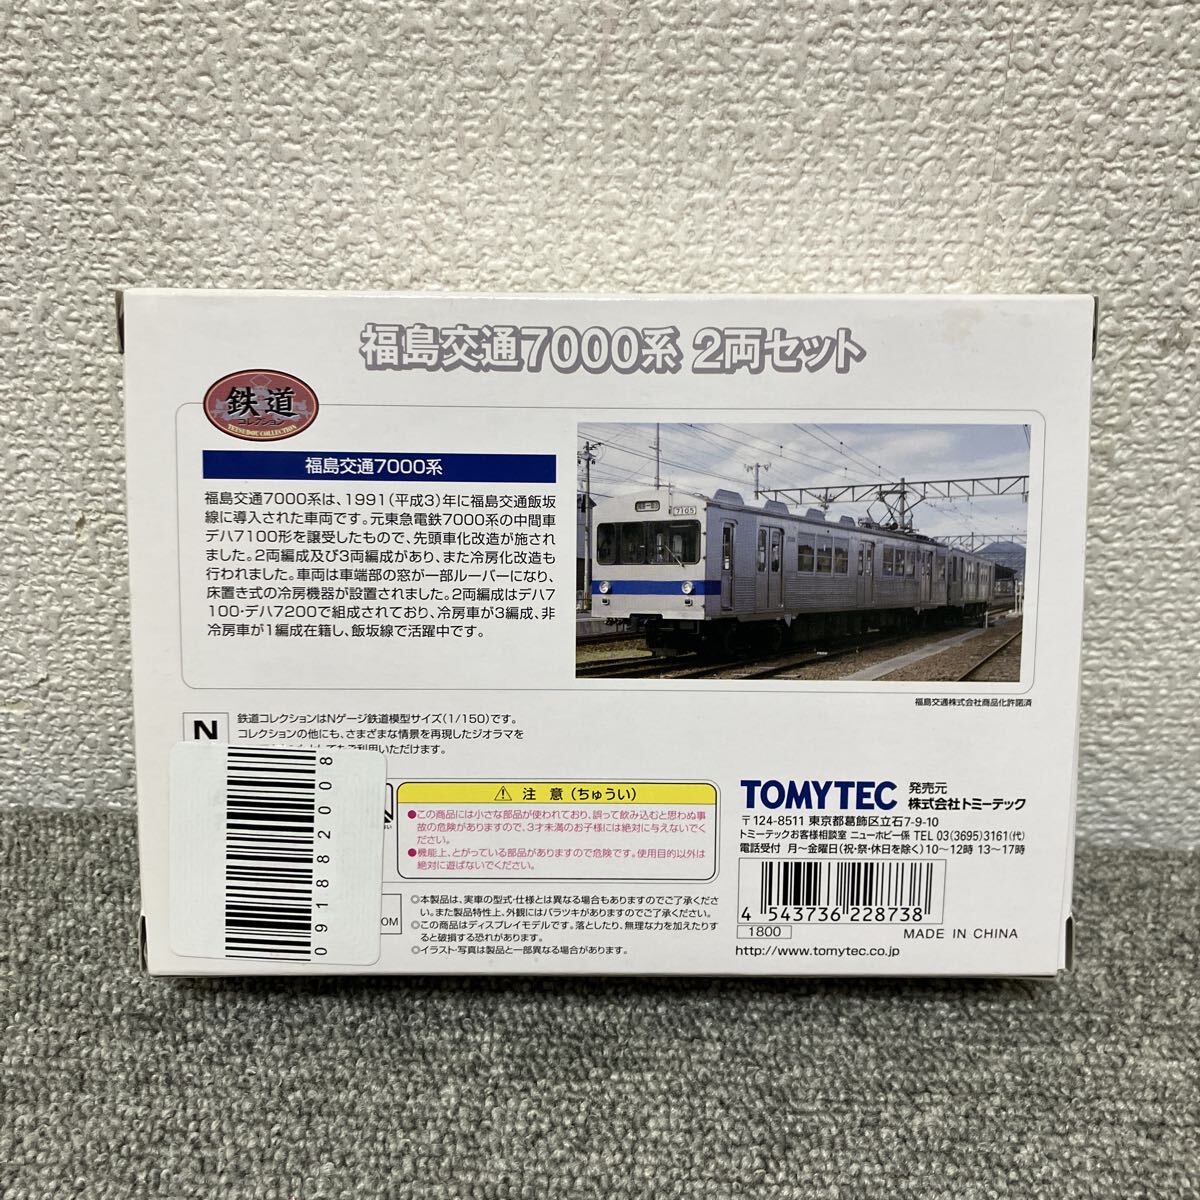 福島交通7000系 2両セット
鉄道
コレクション
TETSUDOU COLLECTION
福島交通7000系
福島交通7000系は、1991(平成3)年に福島交通飯坂
線に導入された車両です。元東急電鉄7000系の中間車
デハ7100形を譲受したもので、先頭車化改造が施され
ました。2両編成及び3両編成があり、また冷房化改造も
行われました。車両は車端部の窓が一部ルーバーになり、
床置き式の冷房機器が設置されました。2両編成はデハ7
100・デハ7200で組成されており、冷房車が3編成、非
冷房車が1編成在籍し、飯坂線で活躍中です。
7105
福島交通株式会社商品化許諾済
N
鉄道コレクションはNゲージ鉄道模型サイズ(1/150)です。
コレクションの他にも、さまざまな情景を再現したジオラマを
てもご利用いただけます。
09188 2008
⚠ 注意(ちゅうい)
●この商品には小さな部品が使われており、誤って飲み込むと思わぬ事
故の危険がありますので、3才未満のお子様には絶対に与えないでく
ださい。
●機能上、とがっている部品がありますので危険です。使用目的以外は
絶対に遊ばないでください。
◎本製品は、実車の型式・仕様とは異なる場合もありますのでご了承くださ
い。また製品特性上、外観にはバラツキがありますのでご了承ください。
◎この商品はディスプレイモデルです。落としたり、無理な力を加えたりす
ると破損する恐れがあります。
◎イラスト・写真は製品と一部異なる場合があります。
TOMYTEC 発売元
株式会社トミーテック
〒124-8511 東京都葛飾区立石7-9-10
トミーテックお客様相談室 ニューホビー係 TEL 03(3695)3161(代)
電話受付 月〜金曜日(祝・祭・休日を除く)10〜12時 13〜17時
4 543736 228738
1800
MADE IN CHINA
http://www.tomytec.co.jp